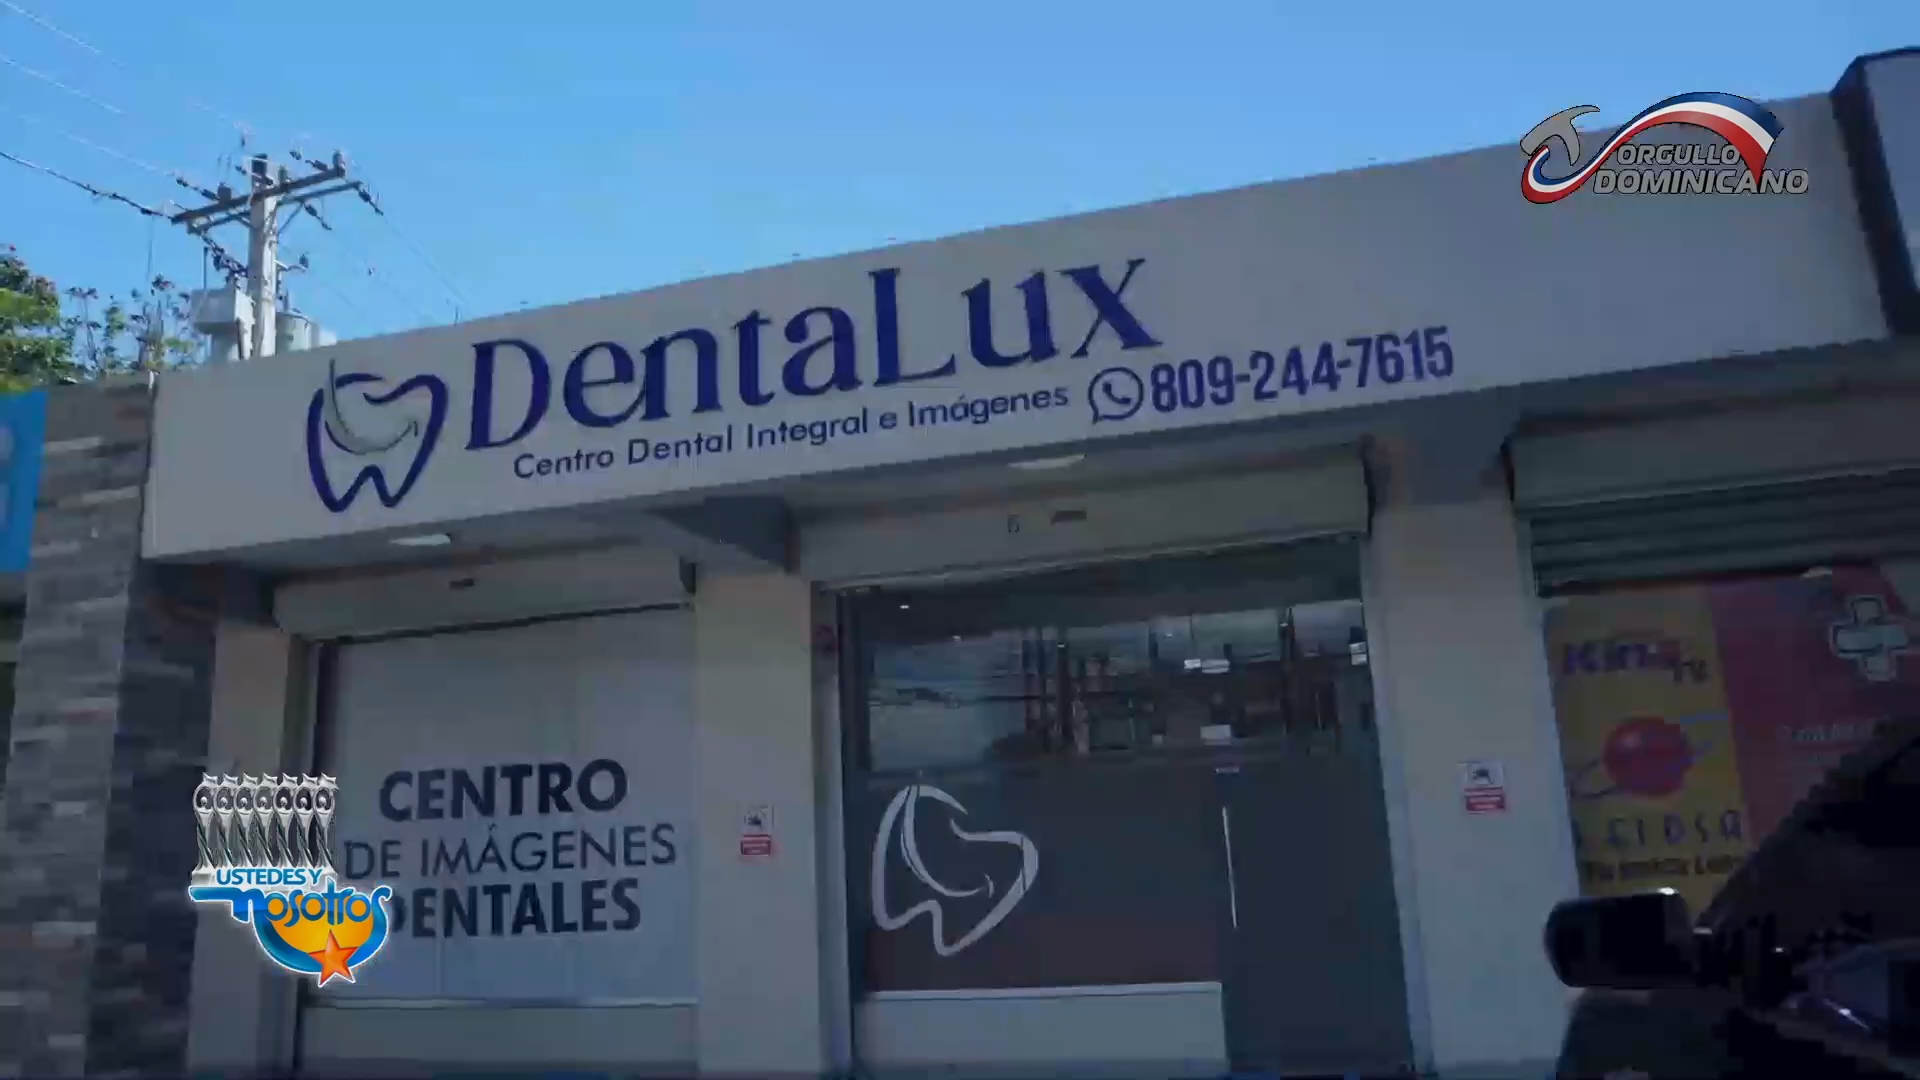 ORGULLO
DOMINICANO
DentaLux
Centro Dental Integral e Imágenes
809-244-7615
CENTRO
DE IMÁGENES
DENTALES
USTEDES Y
nosotros